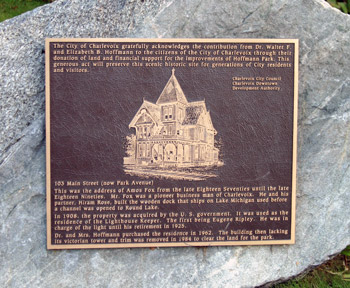 The City of Charlevoix gratefully acknowledges the contribution from Dr. Walter F.
and Elizabeth B. Hoffmann to the citizens of the City of Charlevoix through their
donation of land and financial support for the improvements of Hoffmann Park. This
generous act will preserve this scenic historic site for generations of City residents
and visitors.
Charlevoix City Council
Charlevoix Downtown
Development Authority
103 Main Street (now Park Avenue)
This was the address of Amos Fox from the late Eighteen Seventies until the late
Eighteen Nineties. Mr. Fox was a pioneer business man of Charlevoix. He and his
partner, Hiram Rose, built the wooden dock that ships on Lake Michigan used before
a channel was opened to Round Lake.
In 1908, the property was acquired by the U. S. government. It was used as the
residence of the Lighthouse Keeper. The first being Eugene Ripley. He was in
charge of the light until his retirement in 1925.
Dr. and Mrs. Hoffmann purchased the residence in 1962. The building then lacking
its victorian tower and trim was removed in 1984 to clear the land for the park.